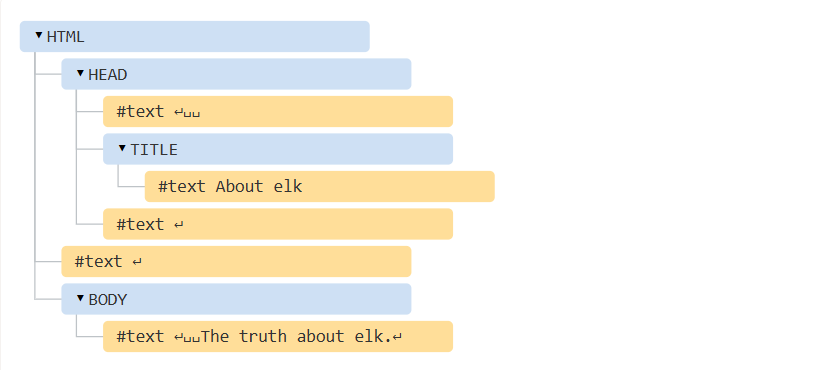 ▼ HTML
▼ HEAD
#text ↵␣␣
▼ TITLE
#text About elk
#text ↵
#text ↵
▼ BODY
#text ↵␣␣The truth about elk.↵